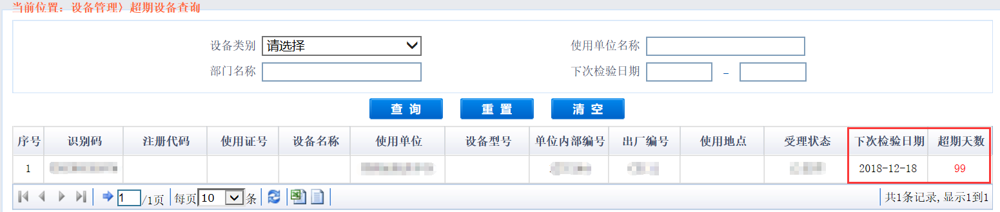 当前位置：设备管理〉超期设备查询
设备类别 请选择 使用单位名称
部门名称 下次检验日期 -
查 询 重 置 清 空
序号 识别码 注册代码 使用证号 设备名称 使用单位 设备型号 单位内部编号 出厂编号 使用地点 受理状态 下次检验日期 超期天数
1 2018-12-18 99
1 /1页 每页 10 条 共1条记录,显示1到1